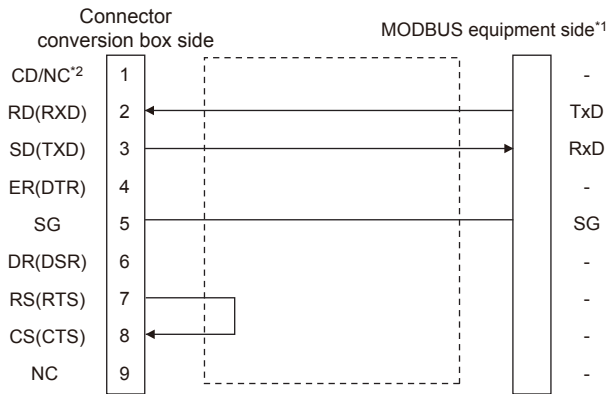 Connector
conversion box side
MODBUS equipment side*1
CD/NC*2 1 -
RD(RXD) 2 TxD
SD(TXD) 3 RxD
ER(DTR) 4 -
SG 5 SG
DR(DSR) 6 -
RS(RTS) 7 -
CS(CTS) 8 -
NC 9 -